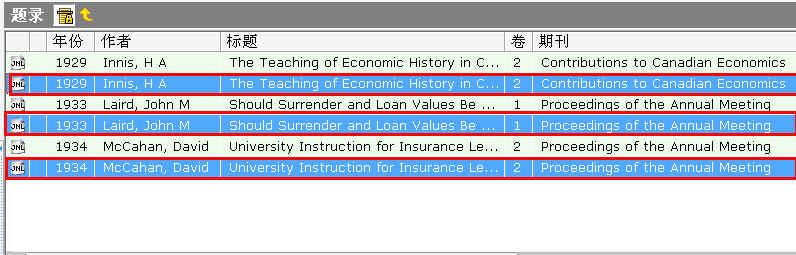 题录
年份 作者 标题 卷 期刊
JNL 1929 Innis, H A The Teaching of Economic History in C... 2 Contributions to Canadian Economics
JNL 1929 Innis, H A The Teaching of Economic History in C... 2 Contributions to Canadian Economics
JNL 1933 Laird, John M Should Surrender and Loan Values Be ... 1 Proceedings of the Annual Meeting
JNL 1933 Laird, John M Should Surrender and Loan Values Be ... 1 Proceedings of the Annual Meeting
JNL 1934 McCahan, David University Instruction for Insurance Le... 2 Proceedings of the Annual Meeting
JNL 1934 McCahan, David University Instruction for Insurance Le... 2 Proceedings of the Annual Meeting